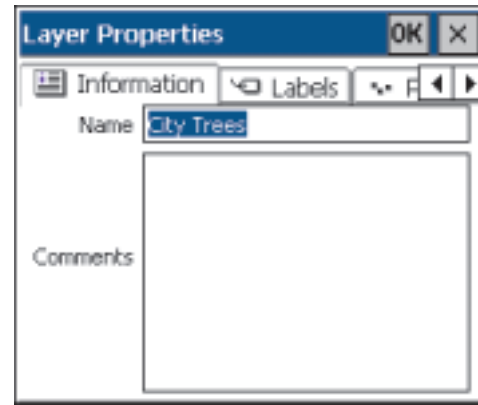 Layer Properties OK
Information Labels
Name City Trees
Comments